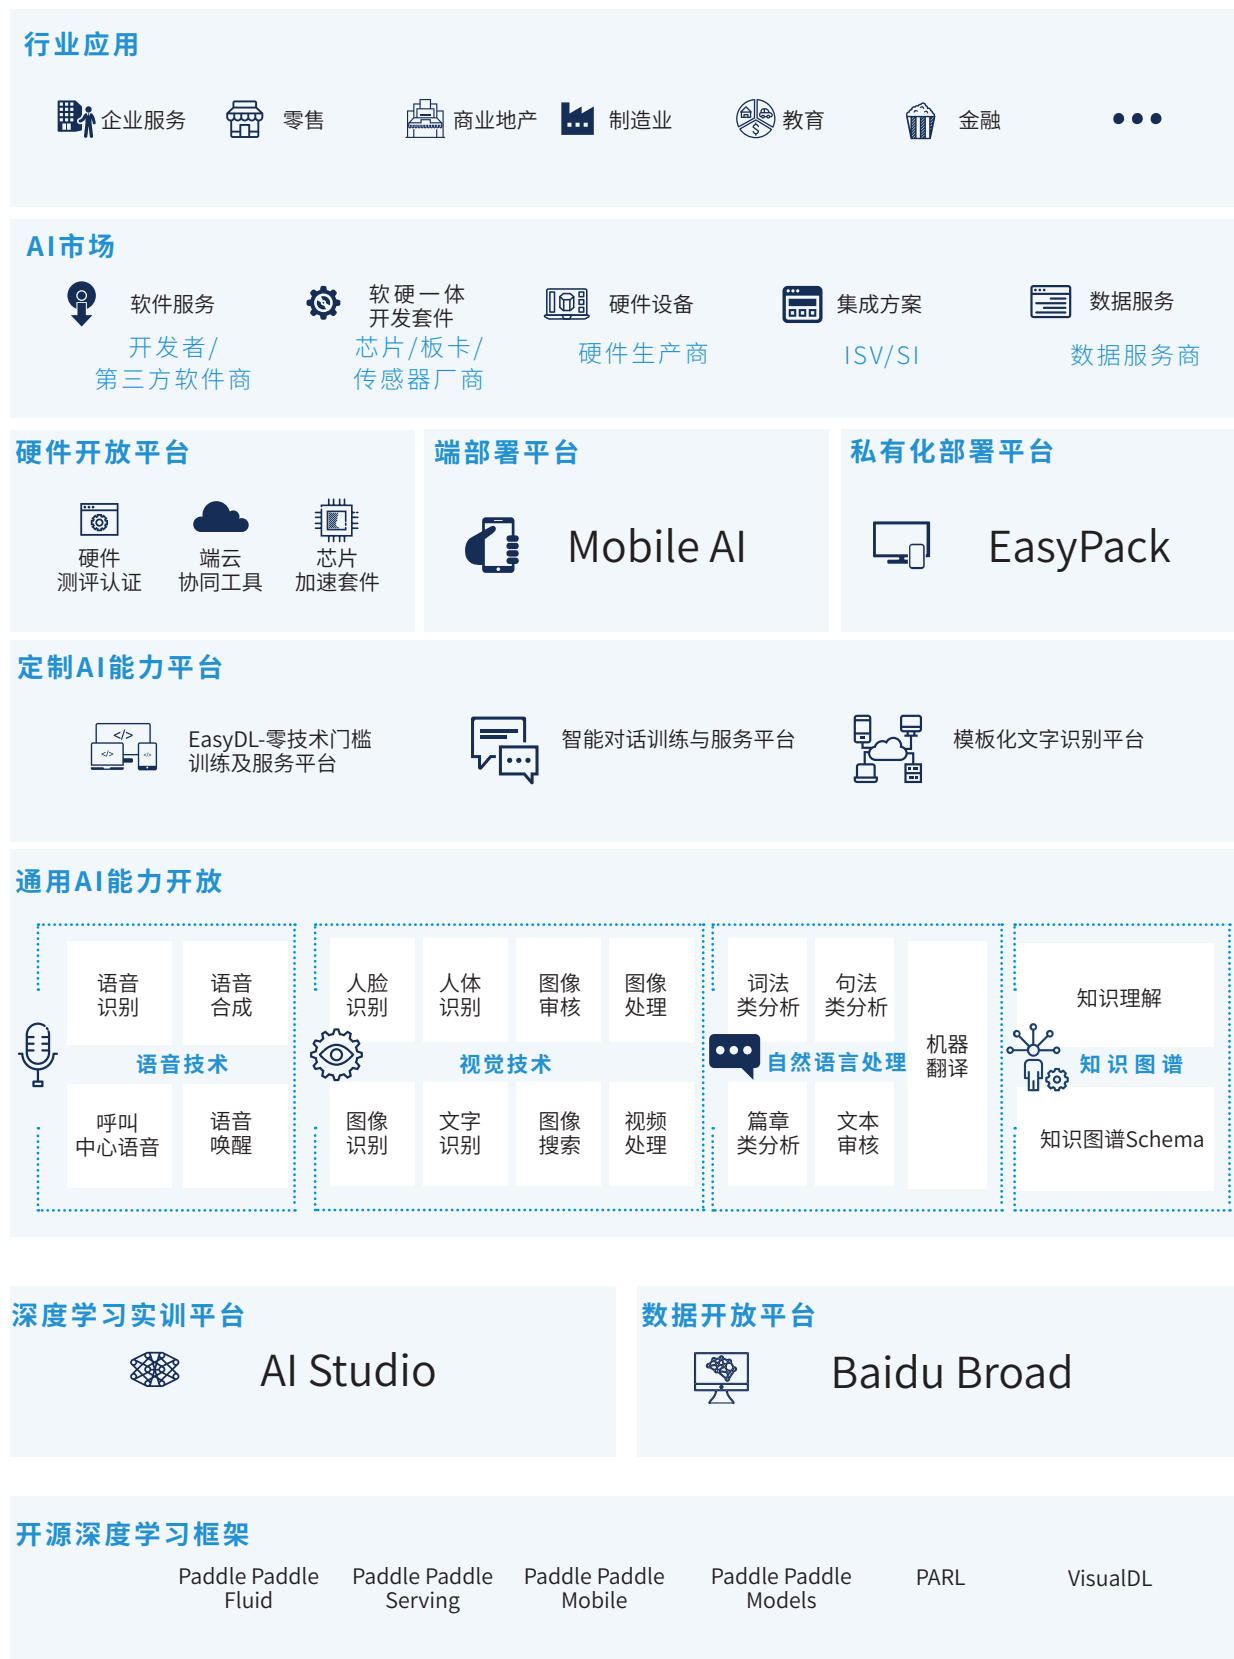 行业应用
企业服务
零售
商业地产
制造业
教育
金融
AI市场
软件服务
开发者/
第三方软件商
软硬一体
开发套件
芯片/板卡/
传感器厂商
硬件设备
硬件生产商
集成方案
ISV/SI
数据服务
数据服务商
硬件开放平台
硬件
测评认证
端云
协同工具
芯片
加速套件
端部署平台
Mobile AI
私有化部署平台
EasyPack
定制AI能力平台
EasyDL-零技术门槛
训练及服务平台
智能对话训练与服务平台
模板化文字识别平台
通用AI能力开放
语音
识别
语音
合成
语音技术
呼叫
中心语音
语音
唤醒
人脸
识别
人体
识别
图像
审核
图像
处理
视觉技术
图像
识别
文字
识别
图像
搜索
视频
处理
词法
类分析
句法
类分析
机器
翻译
自然语言处理
篇章
类分析
文本
审核
知识理解
知识图谱
知识图谱Schema
深度学习实训平台
AI Studio
数据开放平台
Baidu Broad
开源深度学习框架
Paddle Paddle
Fluid
Paddle Paddle
Serving
Paddle Paddle
Mobile
Paddle Paddle
Models
PARL
VisualDL